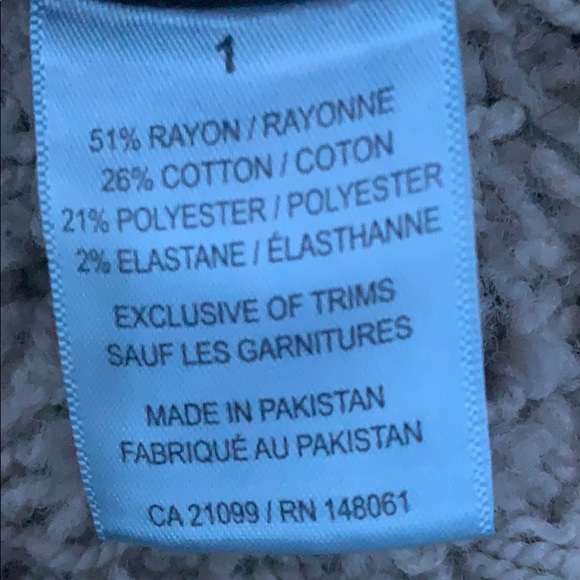 1
51% RAYON / RAYONNE
26% COTTON / COTON
21% POLYESTER / POLYESTER
2% ELASTANE / ÉLASTHANNE
EXCLUSIVE OF TRIMS
SAUF LES GARNITURES
MADE IN PAKISTAN
FABRIQUÉ AU PAKISTAN
CA 21099 / RN 148061